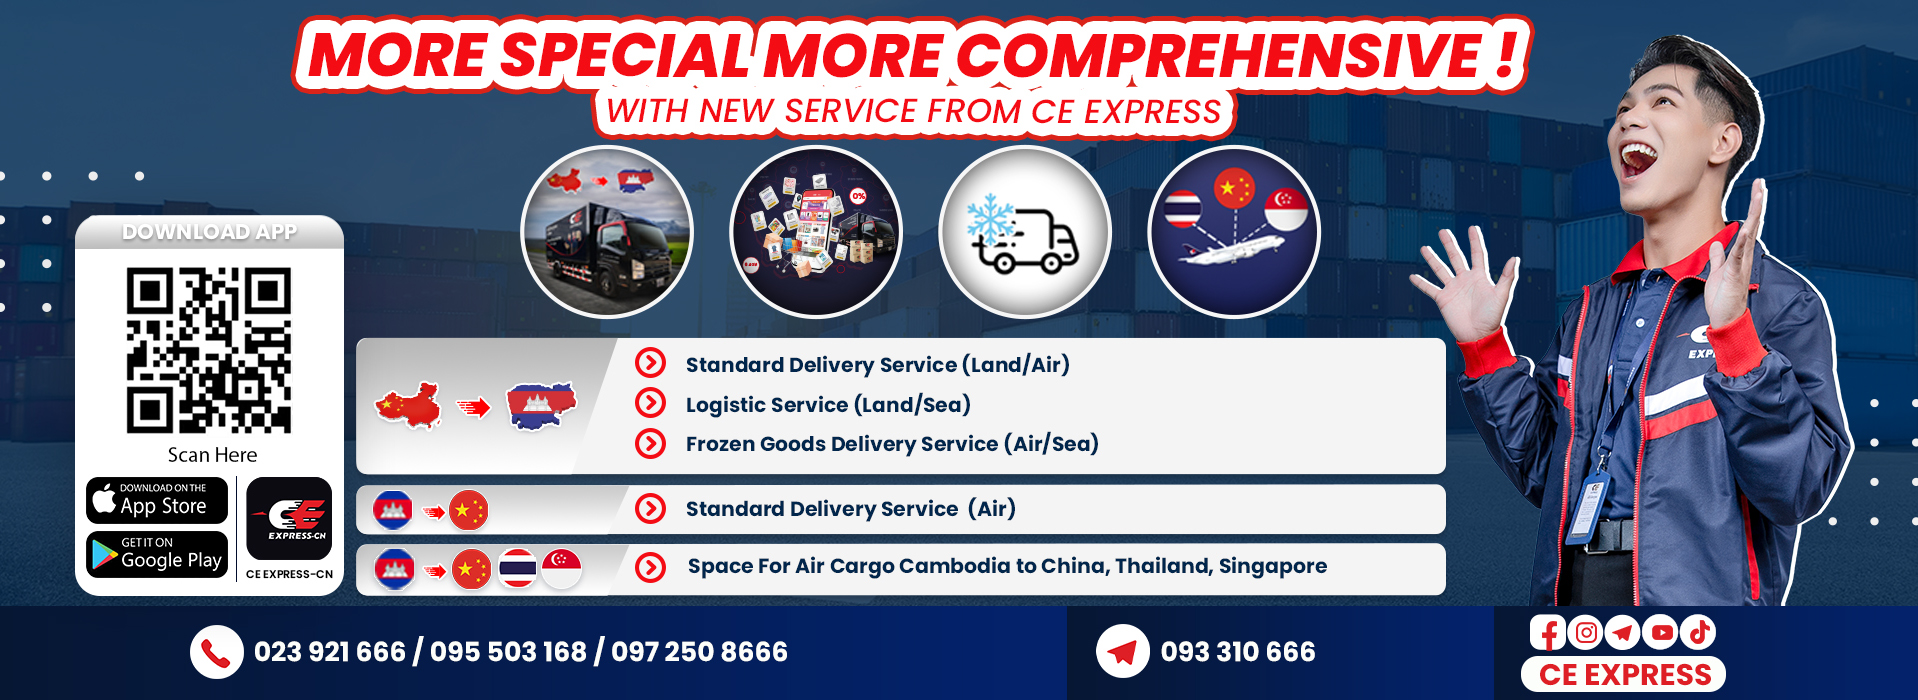 MORE SPECIAL MORE COMPREHENSIVE !
WITH NEW SERVICE FROM CE EXPRESS
0%
DOWNLOAD APP
Scan Here
DOWNLOAD ON THE
App Store
GET IT ON
Google Play
CE
EXPRESS-CN
CE EXPRESS-CN
Standard Delivery Service (Land/Air)
Logistic Service (Land/Sea)
Frozen Goods Delivery Service (Air/Sea)
Standard Delivery Service (Air)
Space For Air Cargo Cambodia to China, Thailand, Singapore
023 921 666 / 095 503 168 / 097 250 8666
093 310 666
CE EXPRESS